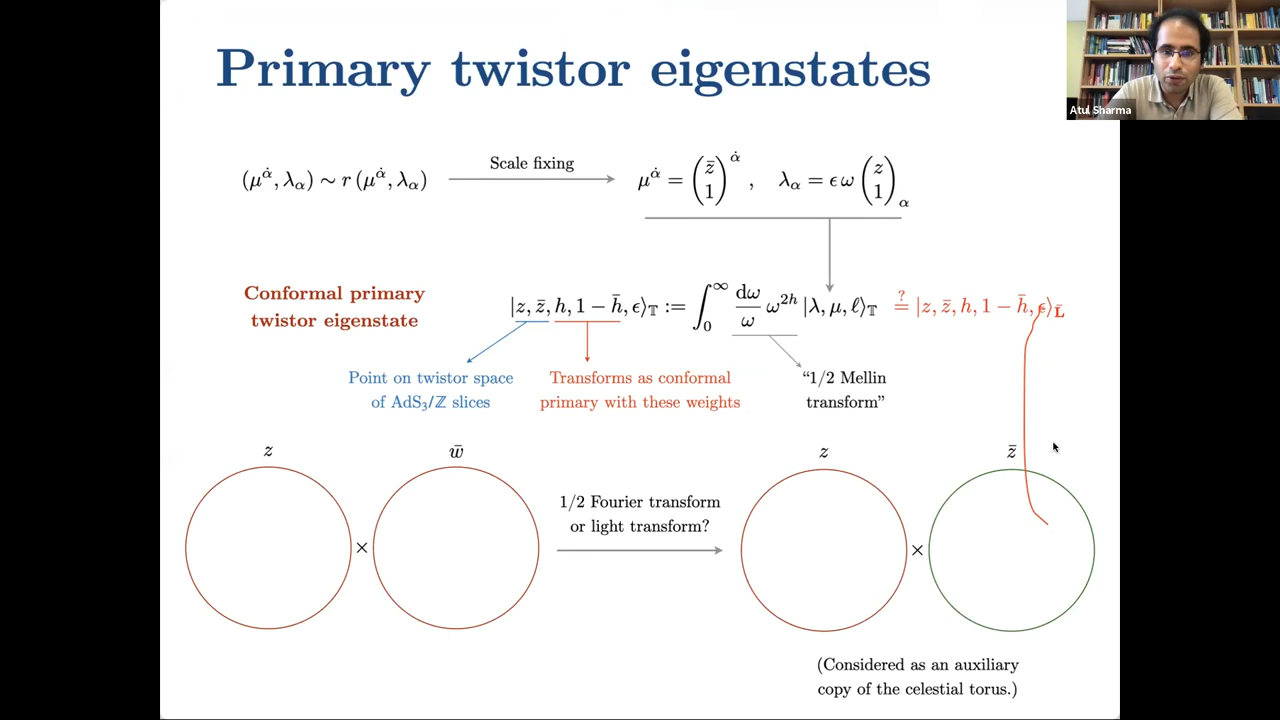 Primary twistor eigenstates
Atul Sharma
Scale fixing
(μ^α̇, λ_α) ∼ r (μ^α̇, λ_α)
μ^α̇ = (z̄ 1)^α̇ , λ_α = ϵ ω (z 1)_α
Conformal primary
twistor eigenstate
|z, z̄, h, 1 − h̄, ϵ⟩_𝕋 := ∫_0^∞ dω/ω ω^{2h} |λ, μ, ℓ⟩_𝕋 ≟ |z, z̄, h, 1 − h̄, ϵ⟩_L̄
Point on twistor space
of AdS₃/ℤ slices
Transforms as conformal
primary with these weights
“1/2 Mellin
transform”
z
w̄
z
z̄
×
1/2 Fourier transform
or light transform?
×
(Considered as an auxiliary
copy of the celestial torus.)